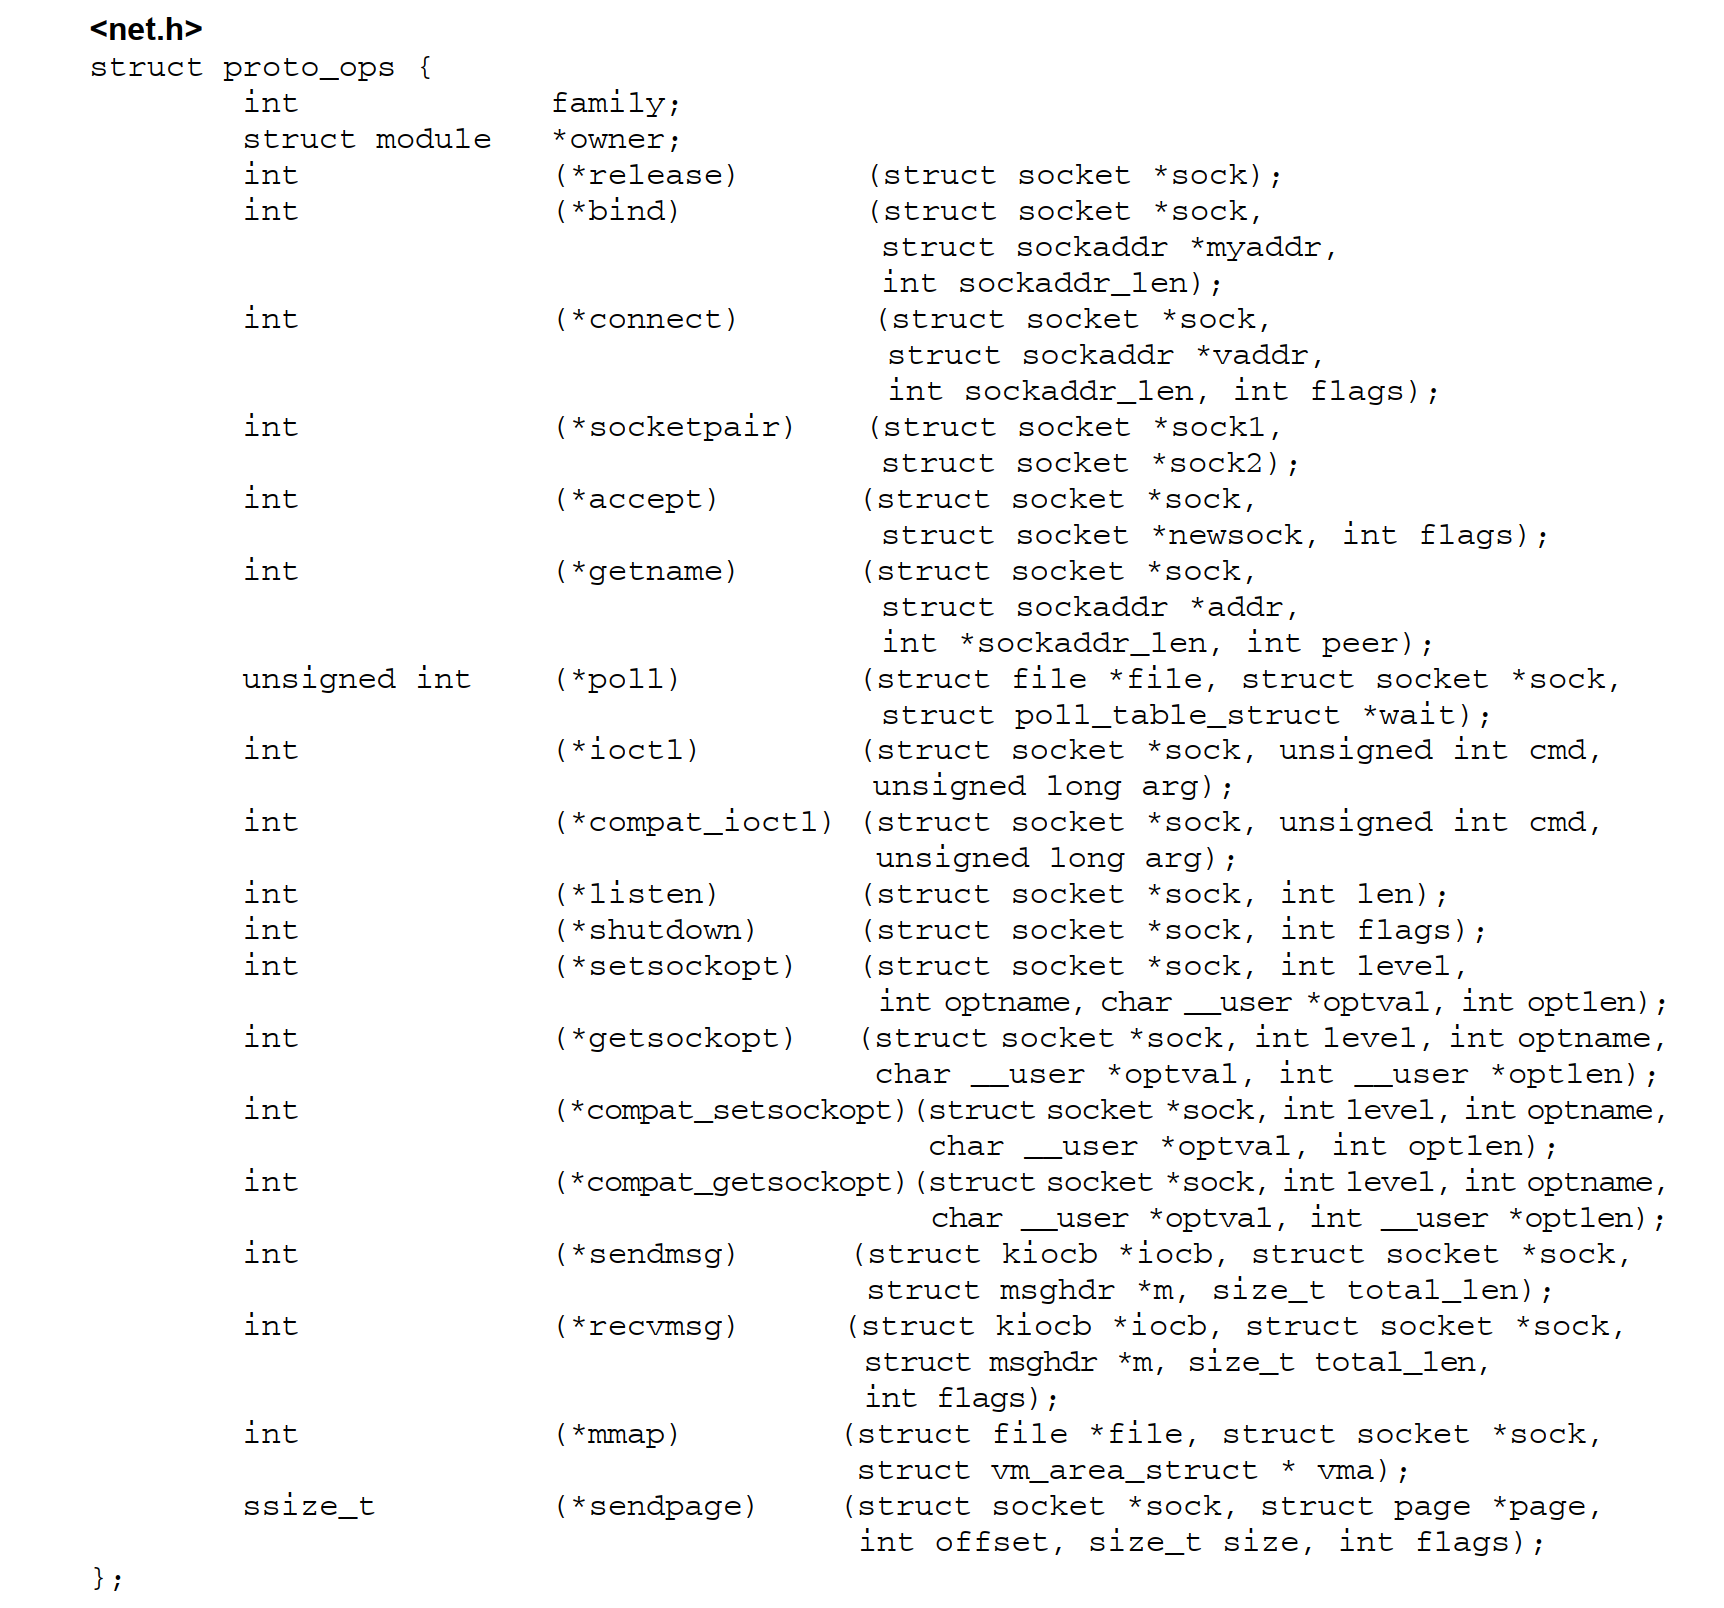 <net.h>
struct proto_ops {
        int             family;
        struct module   *owner;
        int             (*release)      (struct socket *sock);
        int             (*bind)         (struct socket *sock,
                                         struct sockaddr *myaddr,
                                         int sockaddr_len);
        int             (*connect)      (struct socket *sock,
                                         struct sockaddr *vaddr,
                                         int sockaddr_len, int flags);
        int             (*socketpair)   (struct socket *sock1,
                                         struct socket *sock2);
        int             (*accept)       (struct socket *sock,
                                         struct socket *newsock, int flags);
        int             (*getname)      (struct socket *sock,
                                         struct sockaddr *addr,
                                         int *sockaddr_len, int peer);
        unsigned int    (*poll)         (struct file *file, struct socket *sock,
                                         struct poll_table_struct *wait);
        int             (*ioctl)        (struct socket *sock, unsigned int cmd,
                                         unsigned long arg);
        int             (*compat_ioctl) (struct socket *sock, unsigned int cmd,
                                         unsigned long arg);
        int             (*listen)       (struct socket *sock, int len);
        int             (*shutdown)     (struct socket *sock, int flags);
        int             (*setsockopt)   (struct socket *sock, int level,
                                         int optname, char __user *optval, int optlen);
        int             (*getsockopt)   (struct socket *sock, int level, int optname,
                                         char __user *optval, int __user *optlen);
        int             (*compat_setsockopt)(struct socket *sock, int level, int optname,
                                         char __user *optval, int optlen);
        int             (*compat_getsockopt)(struct socket *sock, int level, int optname,
                                         char __user *optval, int __user *optlen);
        int             (*sendmsg)      (struct kiocb *iocb, struct socket *sock,
                                         struct msghdr *m, size_t total_len);
        int             (*recvmsg)      (struct kiocb *iocb, struct socket *sock,
                                         struct msghdr *m, size_t total_len,
                                         int flags);
        int             (*mmap)         (struct file *file, struct socket *sock,
                                         struct vm_area_struct * vma);
        ssize_t         (*sendpage)     (struct socket *sock, struct page *page,
                                         int offset, size_t size, int flags);
};